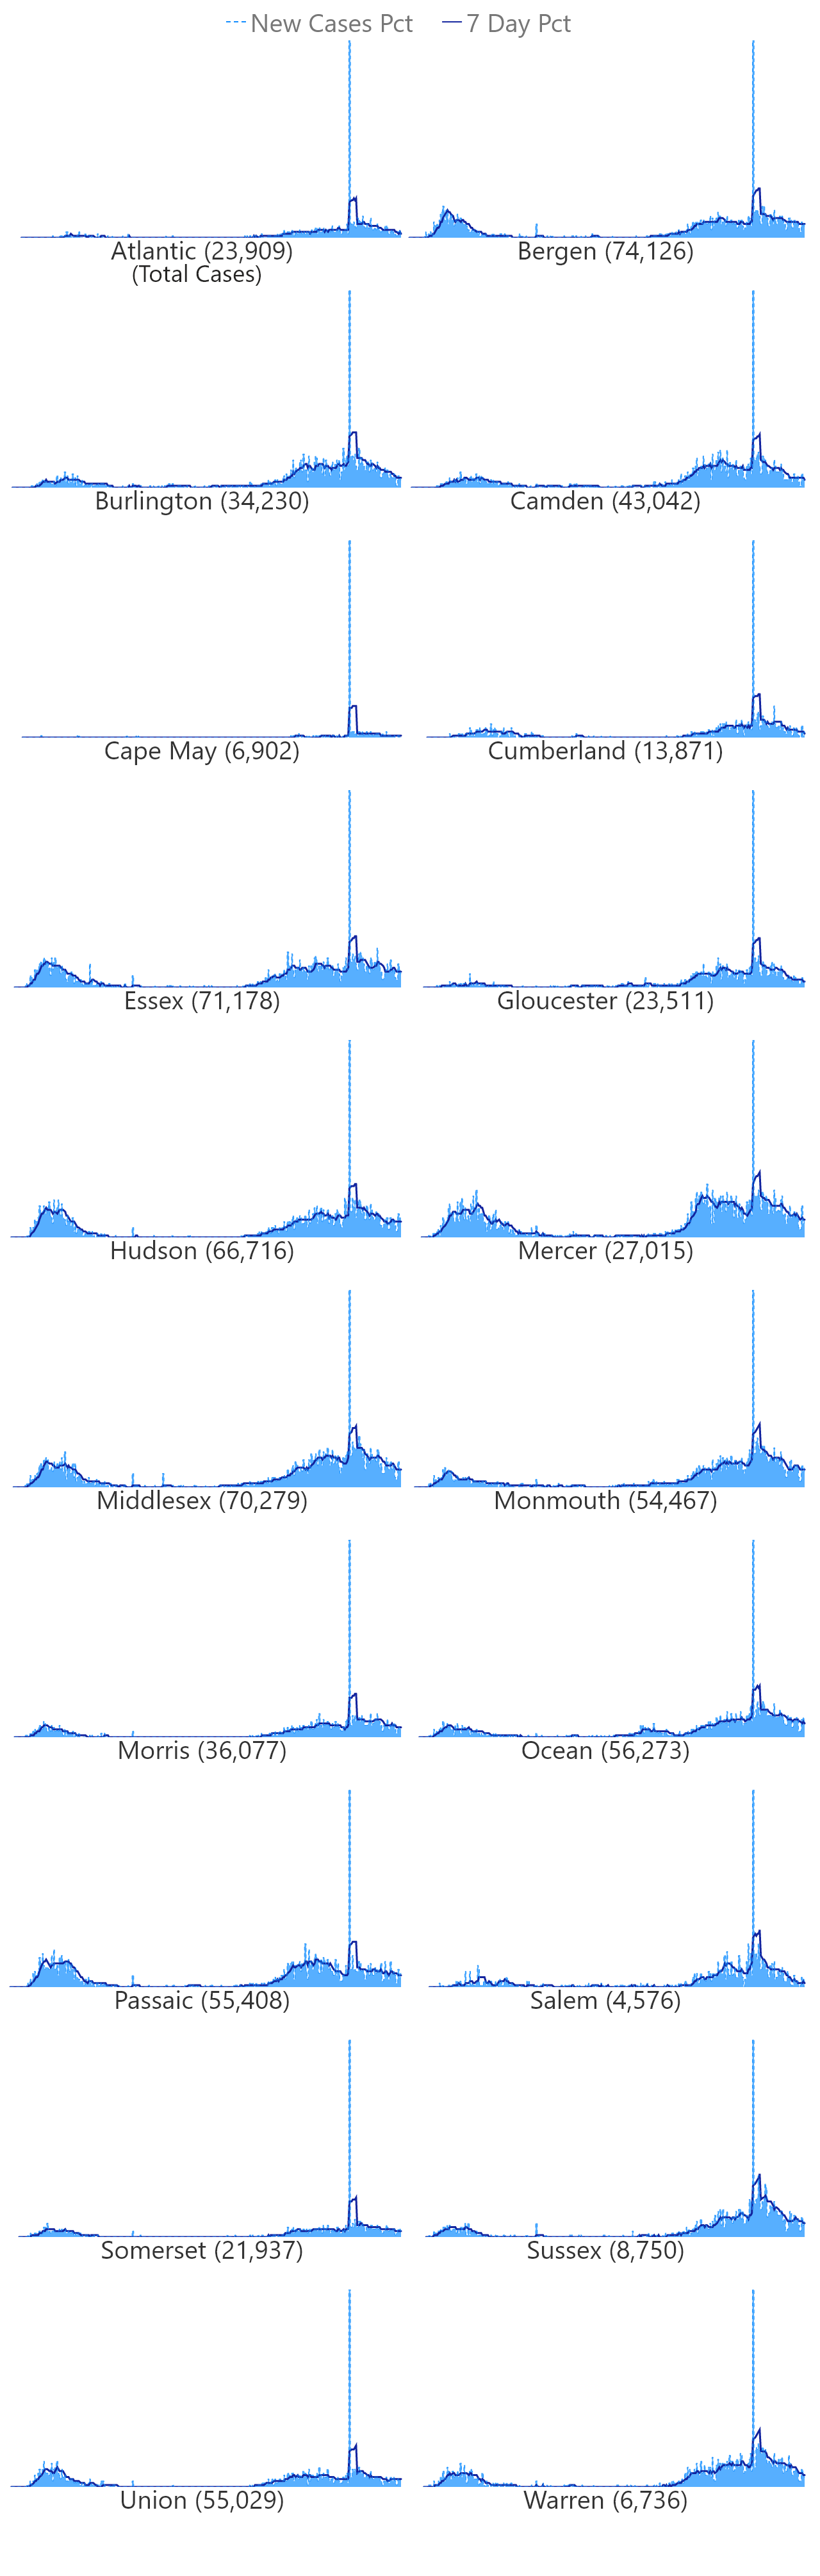 New Cases Pct 7 Day Pct
Atlantic (23,909)
(Total Cases)
Bergen (74,126)
Burlington (34,230)
Camden (43,042)
Cape May (6,902)
Cumberland (13,871)
Essex (71,178)
Gloucester (23,511)
Hudson (66,716)
Mercer (27,015)
Middlesex (70,279)
Monmouth (54,467)
Morris (36,077)
Ocean (56,273)
Passaic (55,408)
Salem (4,576)
Somerset (21,937)
Sussex (8,750)
Union (55,029)
Warren (6,736)